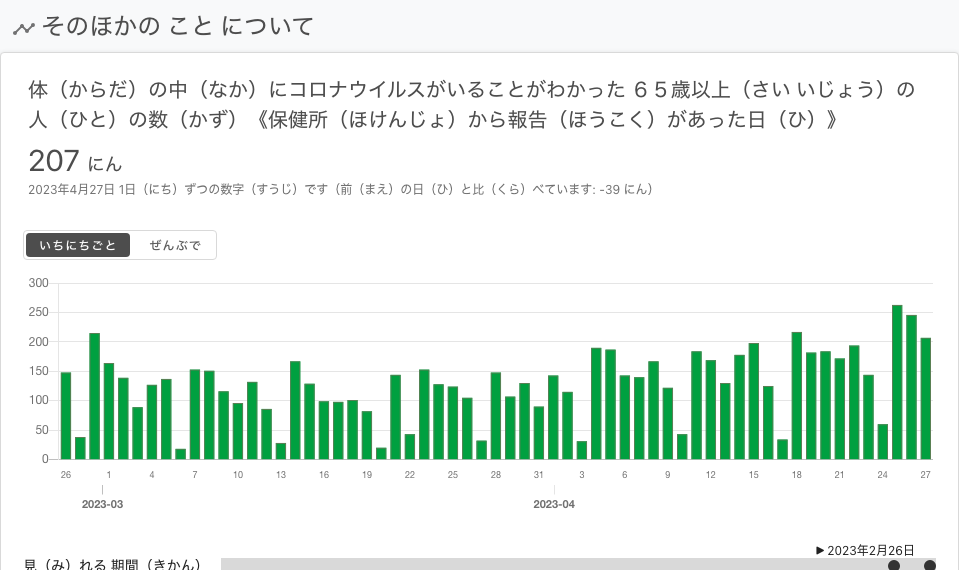 そのほかの こと について
体（からだ）の中（なか）にコロナウイルスがいることがわかった ６５歳以上（さい いじょう）の
人（ひと）の数（かず）《保健所（ほけんじょ）から報告（ほうこく）があった日（ひ）》
207 にん
2023年4月27日 1日（にち）ずつの数字（すうじ）です（前（まえ）の日（ひ）と比（くら）べています: -39 にん）
いちにちごと ぜんぶで
300
250
200
150
100
50
0
26 1 4 7 10 13 16 19 22 25 28 31 3 6 9 12 15 18 21 24 27
2023-03 2023-04
▶ 2023年2月26日
見（み）れる 期間（きかん）